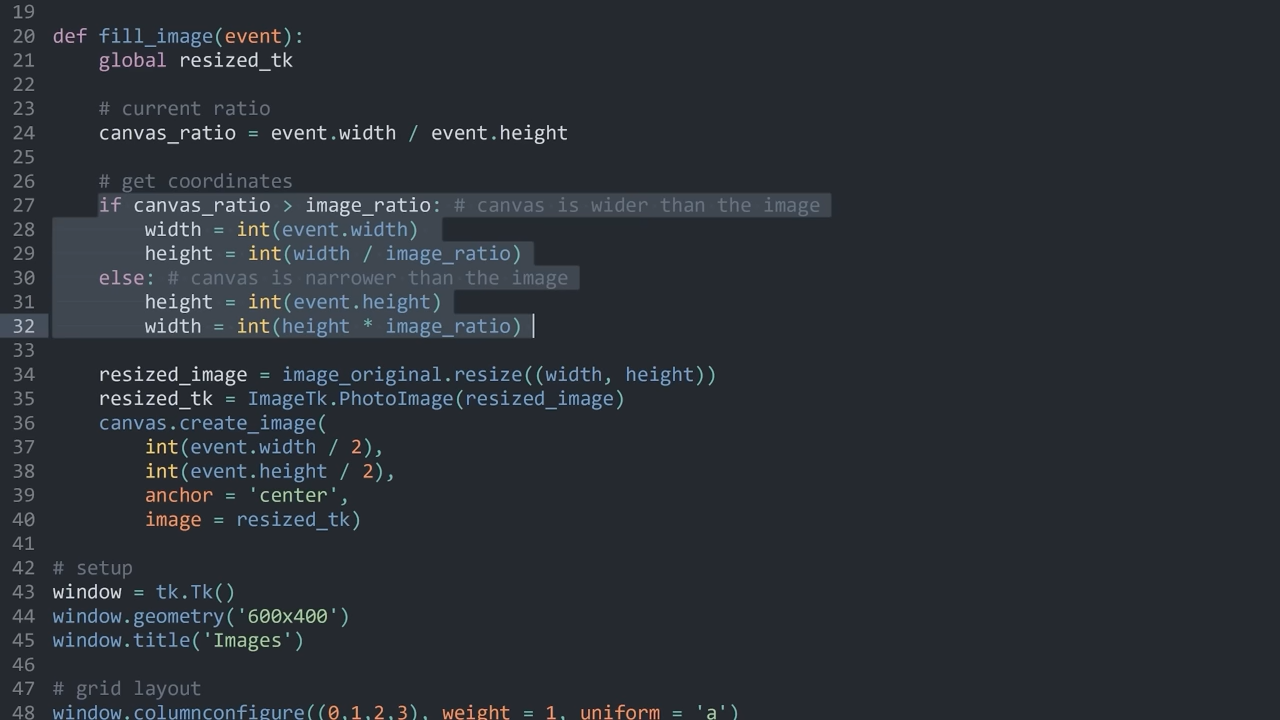 19
20 def fill_image(event):
21     global resized_tk
22
23     # current ratio
24     canvas_ratio = event.width / event.height
25
26     # get coordinates
27     if canvas_ratio > image_ratio: # canvas is wider than the image
28         width = int(event.width)
29         height = int(width / image_ratio)
30     else: # canvas is narrower than the image
31         height = int(event.height)
32         width = int(height * image_ratio)
33
34     resized_image = image_original.resize((width, height))
35     resized_tk = ImageTk.PhotoImage(resized_image)
36     canvas.create_image(
37         int(event.width / 2),
38         int(event.height / 2),
39         anchor = 'center',
40         image = resized_tk)
41
42 # setup
43 window = tk.Tk()
44 window.geometry('600x400')
45 window.title('Images')
46
47 # grid layout
48 window.columnconfigure((0,1,2,3), weight = 1, uniform = 'a')